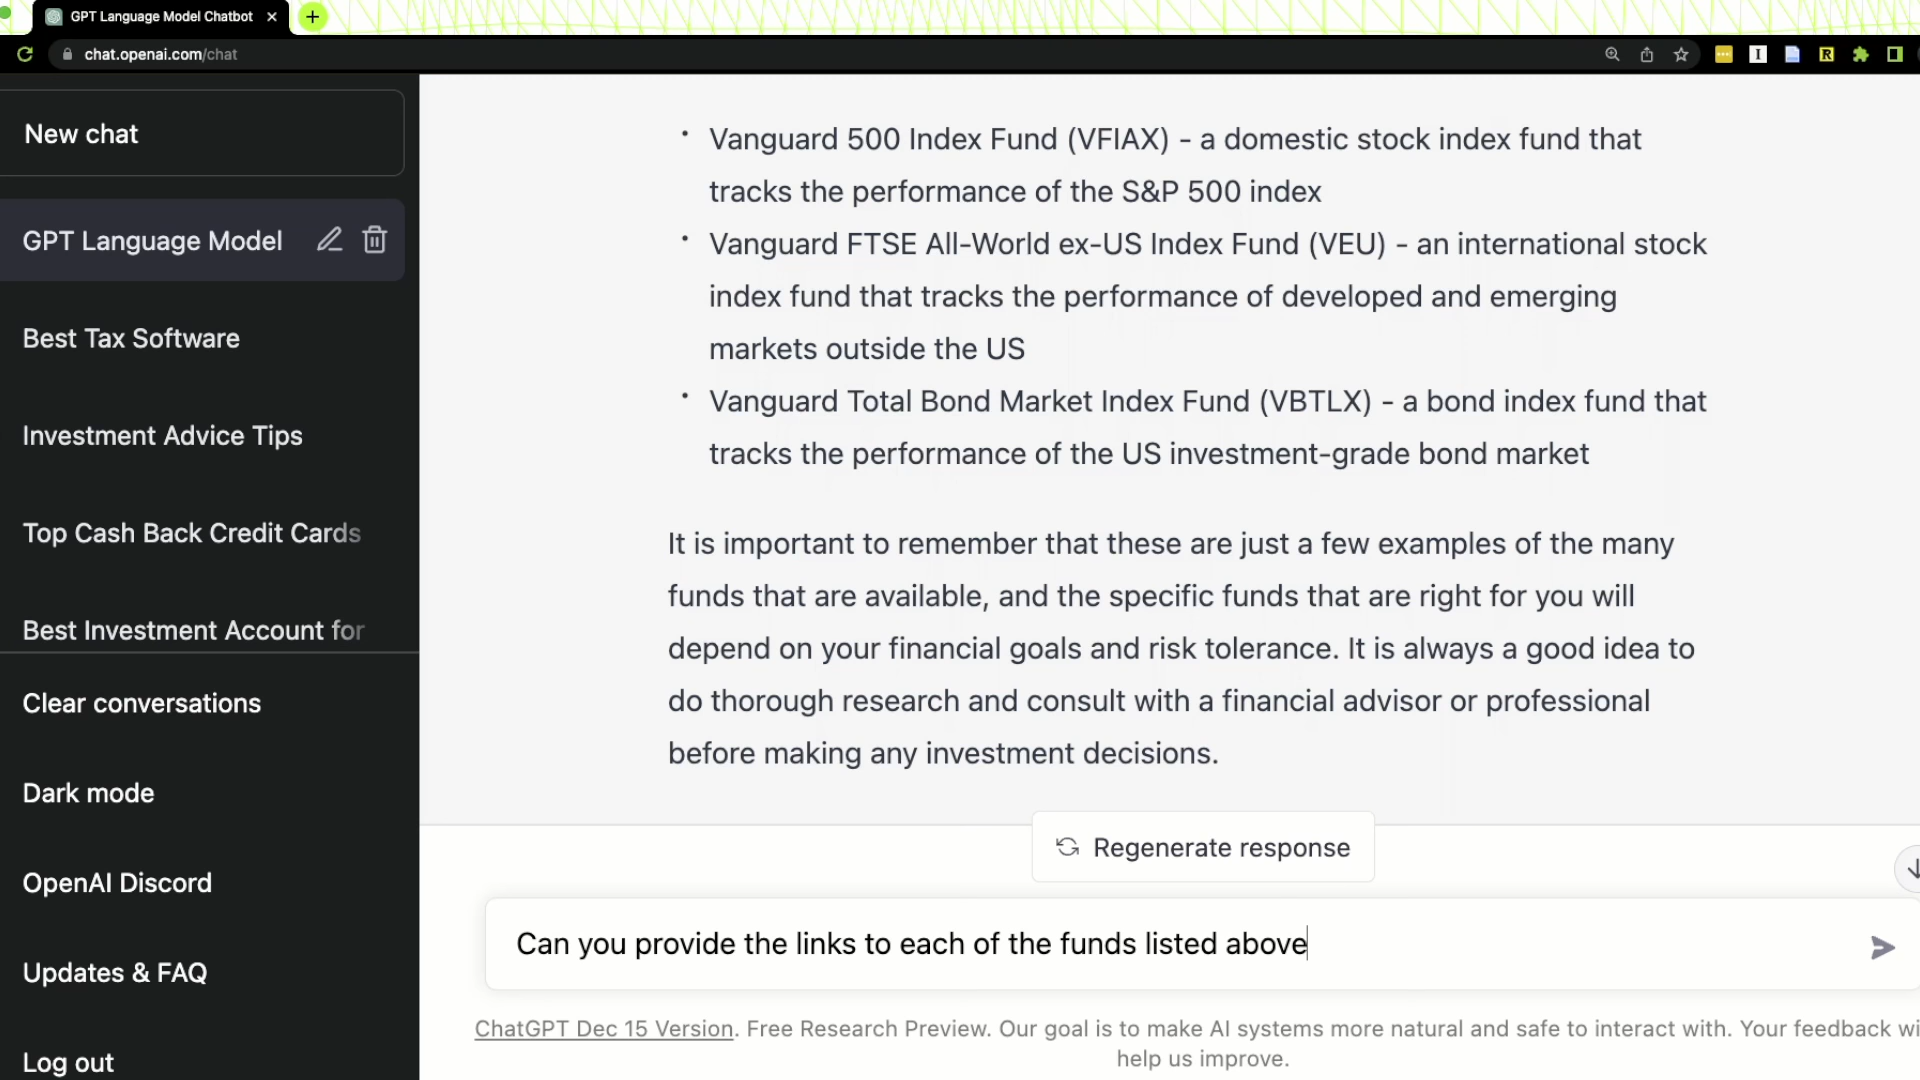 GPT Language Model Chatbot
chat.openai.com/chat
New chat
GPT Language Model
Best Tax Software
Investment Advice Tips
Top Cash Back Credit Cards
Best Investment Account for
Clear conversations
Dark mode
OpenAI Discord
Updates & FAQ
Log out
• Vanguard 500 Index Fund (VFIAX) - a domestic stock index fund that
tracks the performance of the S&P 500 index
• Vanguard FTSE All-World ex-US Index Fund (VEU) - an international stock
index fund that tracks the performance of developed and emerging
markets outside the US
• Vanguard Total Bond Market Index Fund (VBTLX) - a bond index fund that
tracks the performance of the US investment-grade bond market
It is important to remember that these are just a few examples of the many
funds that are available, and the specific funds that are right for you will
depend on your financial goals and risk tolerance. It is always a good idea to
do thorough research and consult with a financial advisor or professional
before making any investment decisions.
Regenerate response
Can you provide the links to each of the funds listed above
ChatGPT Dec 15 Version. Free Research Preview. Our goal is to make AI systems more natural and safe to interact with. Your feedback wi
help us improve.